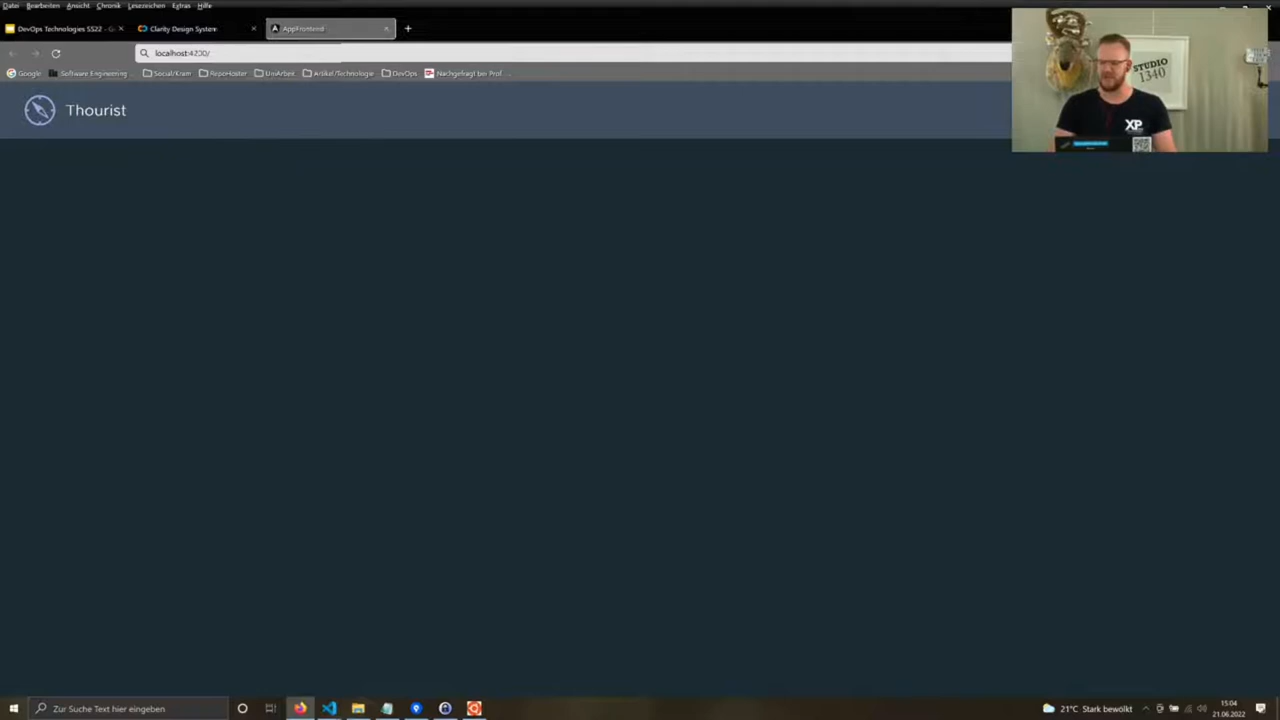 Datei Bearbeiten Ansicht Chronik Lesezeichen Extras Hilfe
DevOps Technologies SS22 - G
Clarity Design System
AppFrontend
localhost:4200/
Google
Software Engineering
Social/Kram
RepoHoster
UniArbeit
Artikel/Technologie
DevOps
Nachgefragt bei Prof...
Thourist
STUDIO
1340
XP
Zur Suche Text hier eingeben
21°C Stark bewölkt
15:04
21.06.2022